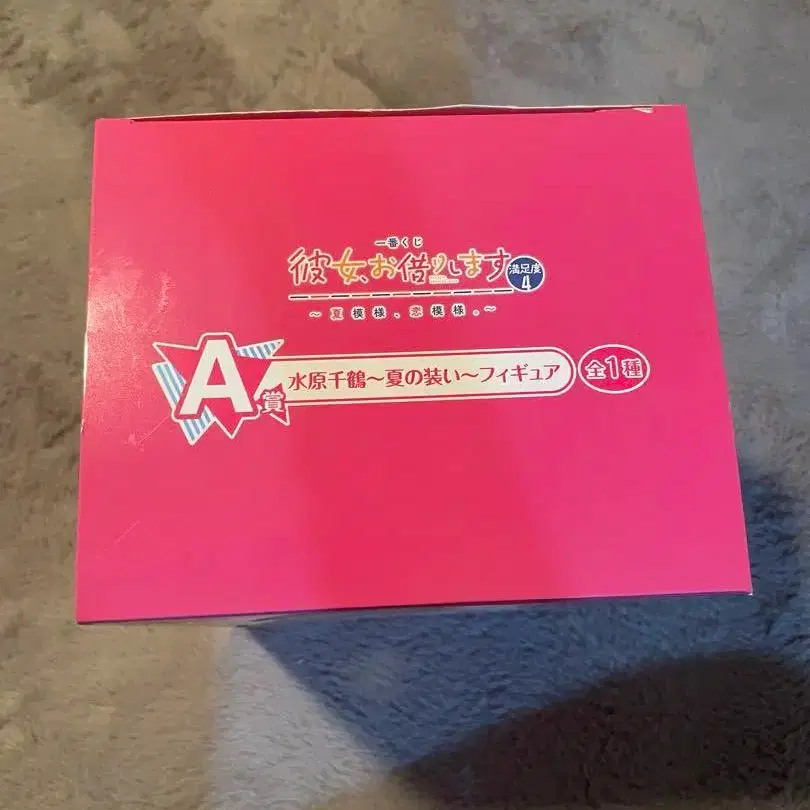 一番くじ
彼女、お借りします
満足度
4
～夏模様、恋模様。～
A賞
水原千鶴～夏の装い～フィギュア
全1種